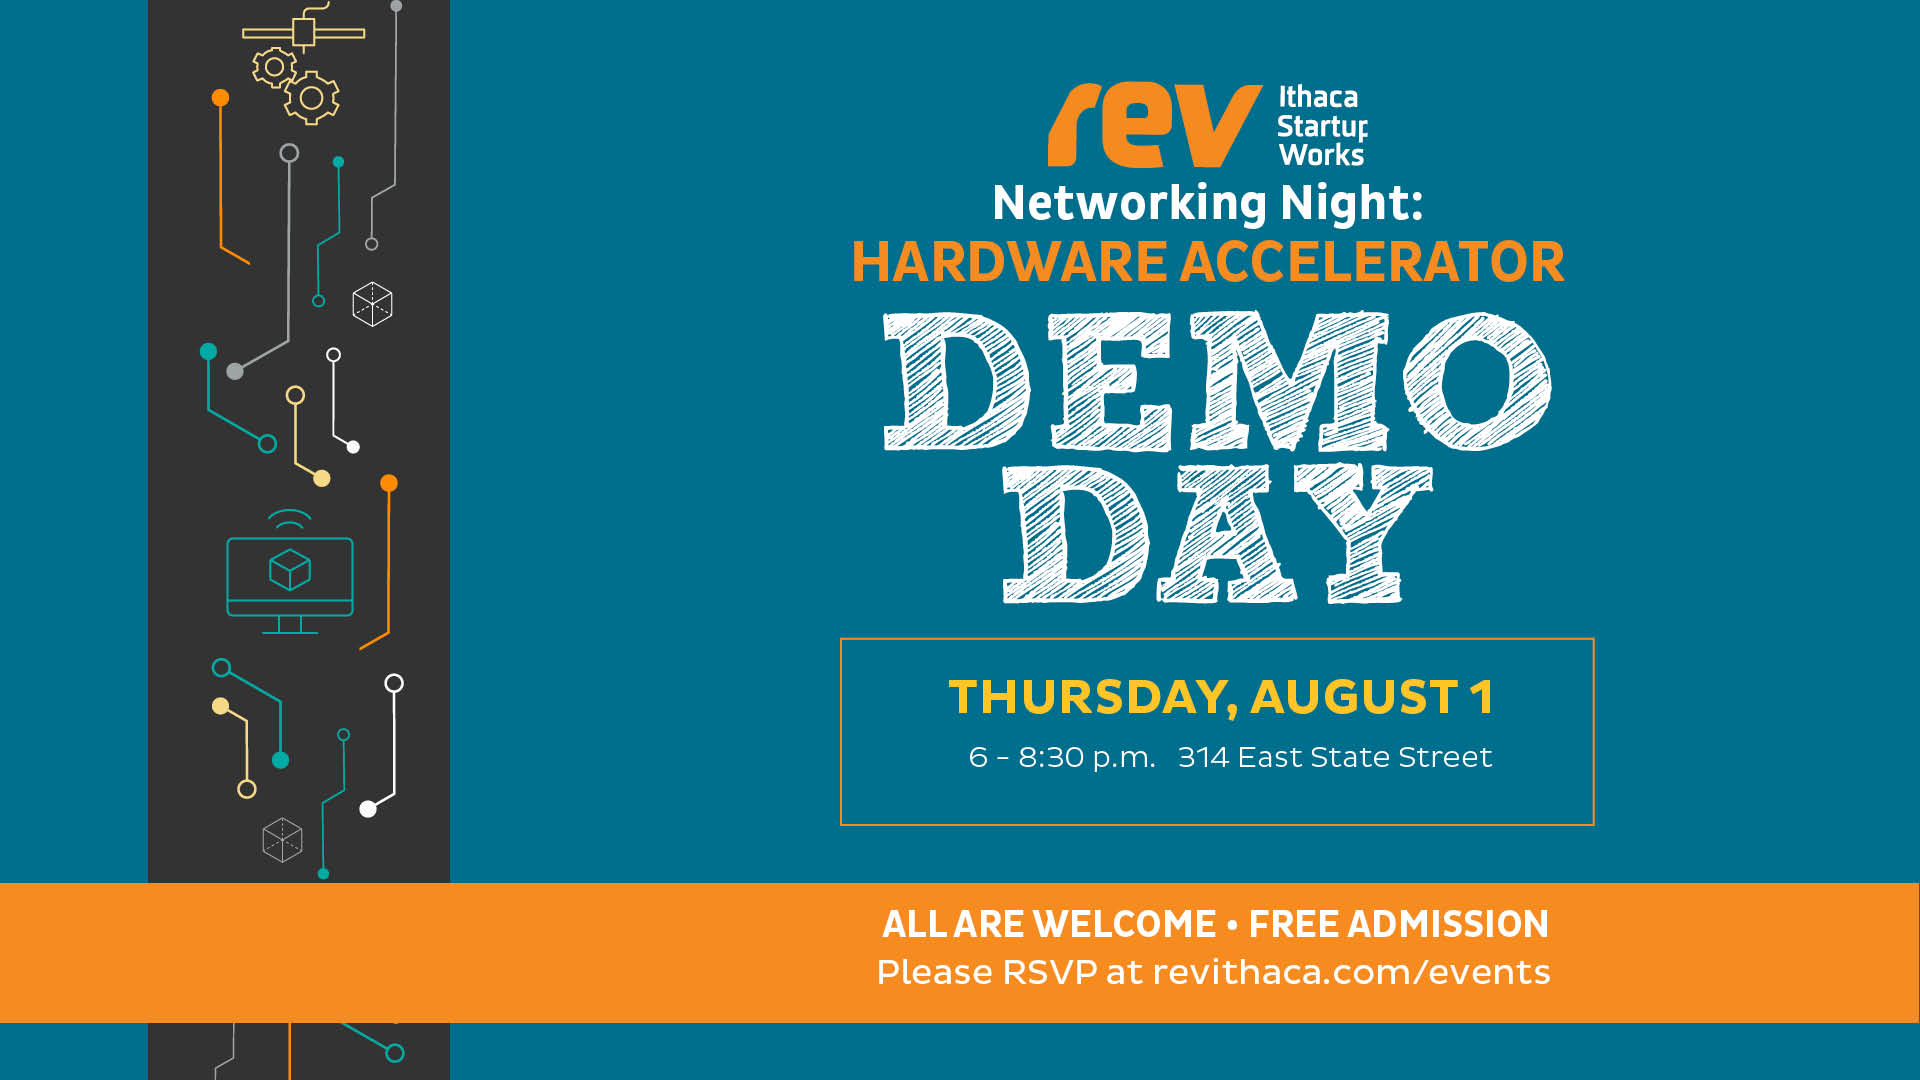 rev Ithaca
Startup
Works
Networking Night:
HARDWARE ACCELERATOR
DEMO
DAY
THURSDAY, AUGUST 1
6 - 8:30 p.m. 314 East State Street
ALL ARE WELCOME • FREE ADMISSION
Please RSVP at revithaca.com/events